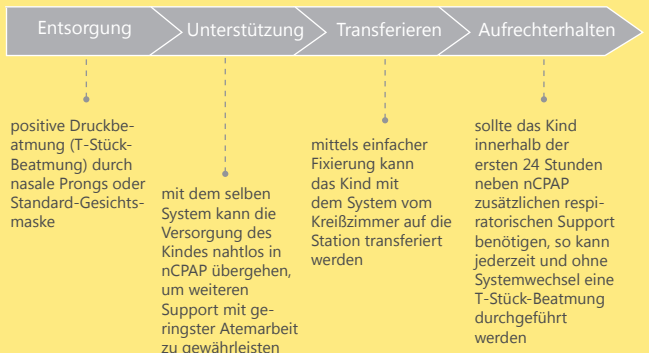 Entsorgung
Unterstützung
Transferieren
Aufrechterhalten
positive Druckbe-
atmung (T-Stück-
Beatmung) durch
nasale Prongs oder
Standard-Gesichts-
maske
mit dem selben
System kann die
Versorgung des
Kindes nahtlos in
nCPAP übergehen,
um weiteren
Support mit ge-
ringster Atemarbeit
zu gewährleisten
mittels einfacher
Fixierung kann
das Kind mit
dem System vom
Kreißzimmer auf die
Station transferiert
werden
sollte das Kind
innerhalb der
ersten 24 Stunden
neben nCPAP
zusätzlichen respi-
ratorischen Support
benötigen, so kann
jederzeit und ohne
Systemwechsel eine
T-Stück-Beatmung
durchgeführt
werden